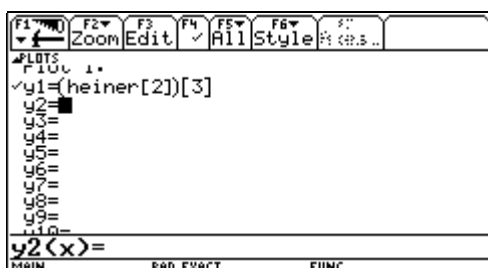 F1 F2 F3 F4 F5 F6
Zoom Edit ✓ All Style
PLOTS
✓y1=(heiner[2])[3]
y2=
y3=
y4=
y5=
y6=
y7=
y8=
y9=
y2(x)=
MAIN RAD EXACT FUNC